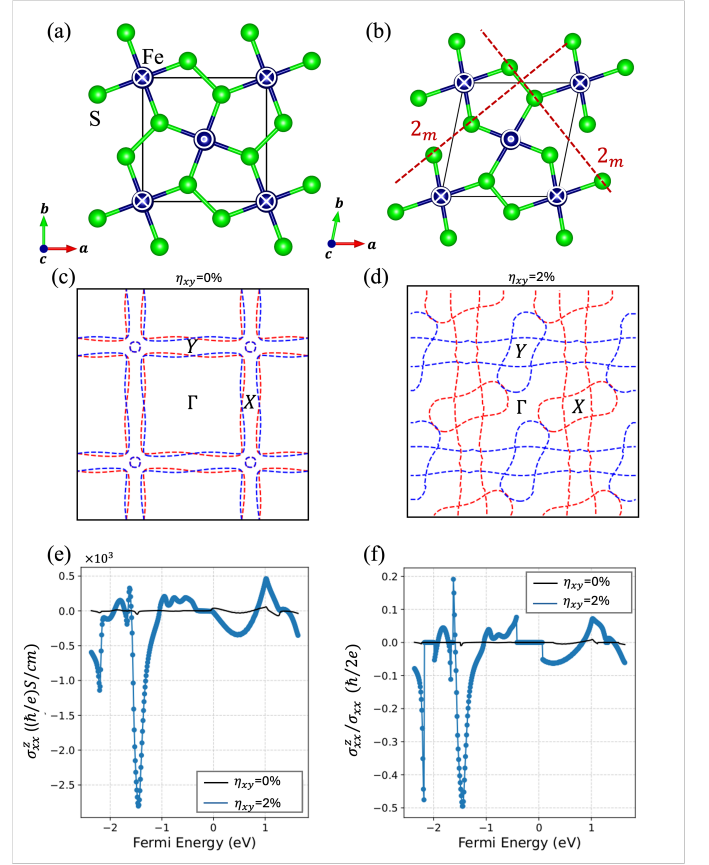 (a)
Fe
S
b
a
c
(b)
2m
2m
b
a
c
(c)
ηxy=0%
Y
Γ
X
(d)
ηxy=2%
Y
Γ
X
(e)
×10³
0.5
0.0
−0.5
−1.0
−1.5
−2.0
−2.5
σᶻxx ((ħ/e)S/cm)
ηxy=0%
ηxy=2%
−2 −1 0 1
Fermi Energy (eV)
(f)
0.2
0.1
0.0
−0.1
−0.2
−0.3
−0.4
−0.5
σᶻxx/σxx (ħ/2e)
ηxy=0%
ηxy=2%
−2 −1 0 1
Fermi Energy (eV)